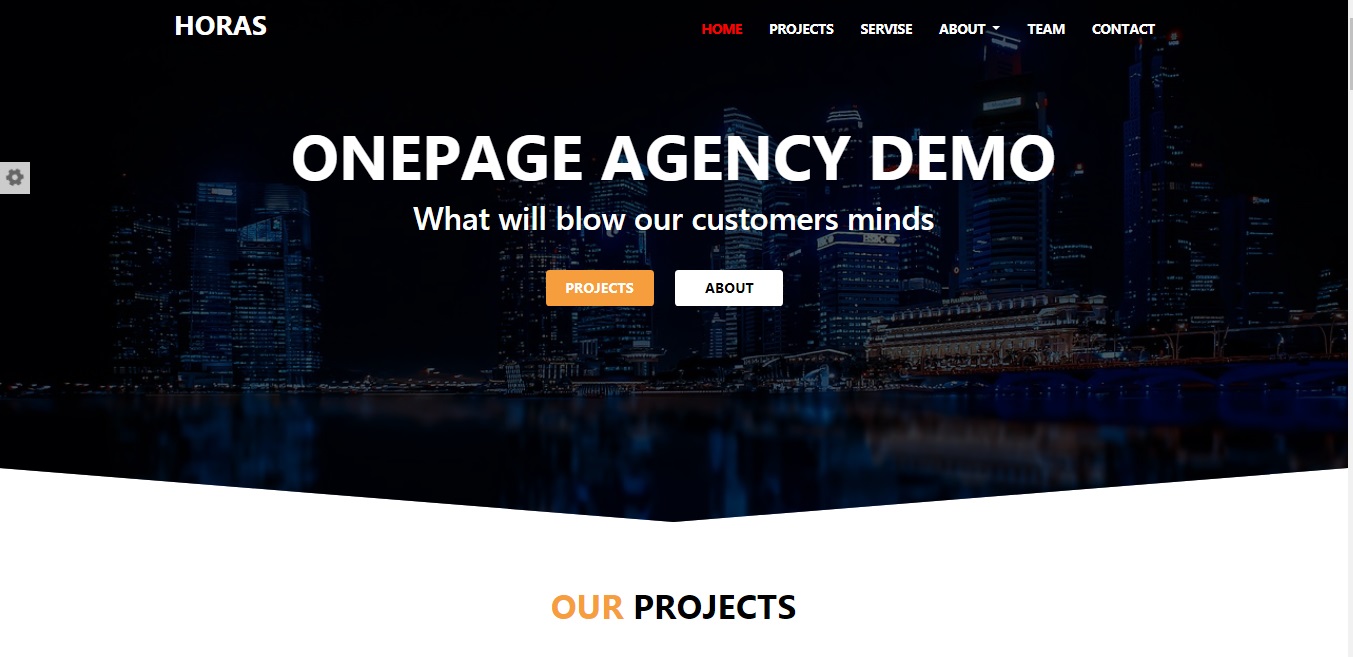 HORAS
HOME PROJECTS SERVISE ABOUT TEAM CONTACT
ONEPAGE AGENCY DEMO
What will blow our customers minds
HSBC
PROJECTS ABOUT
OUR PROJECTS